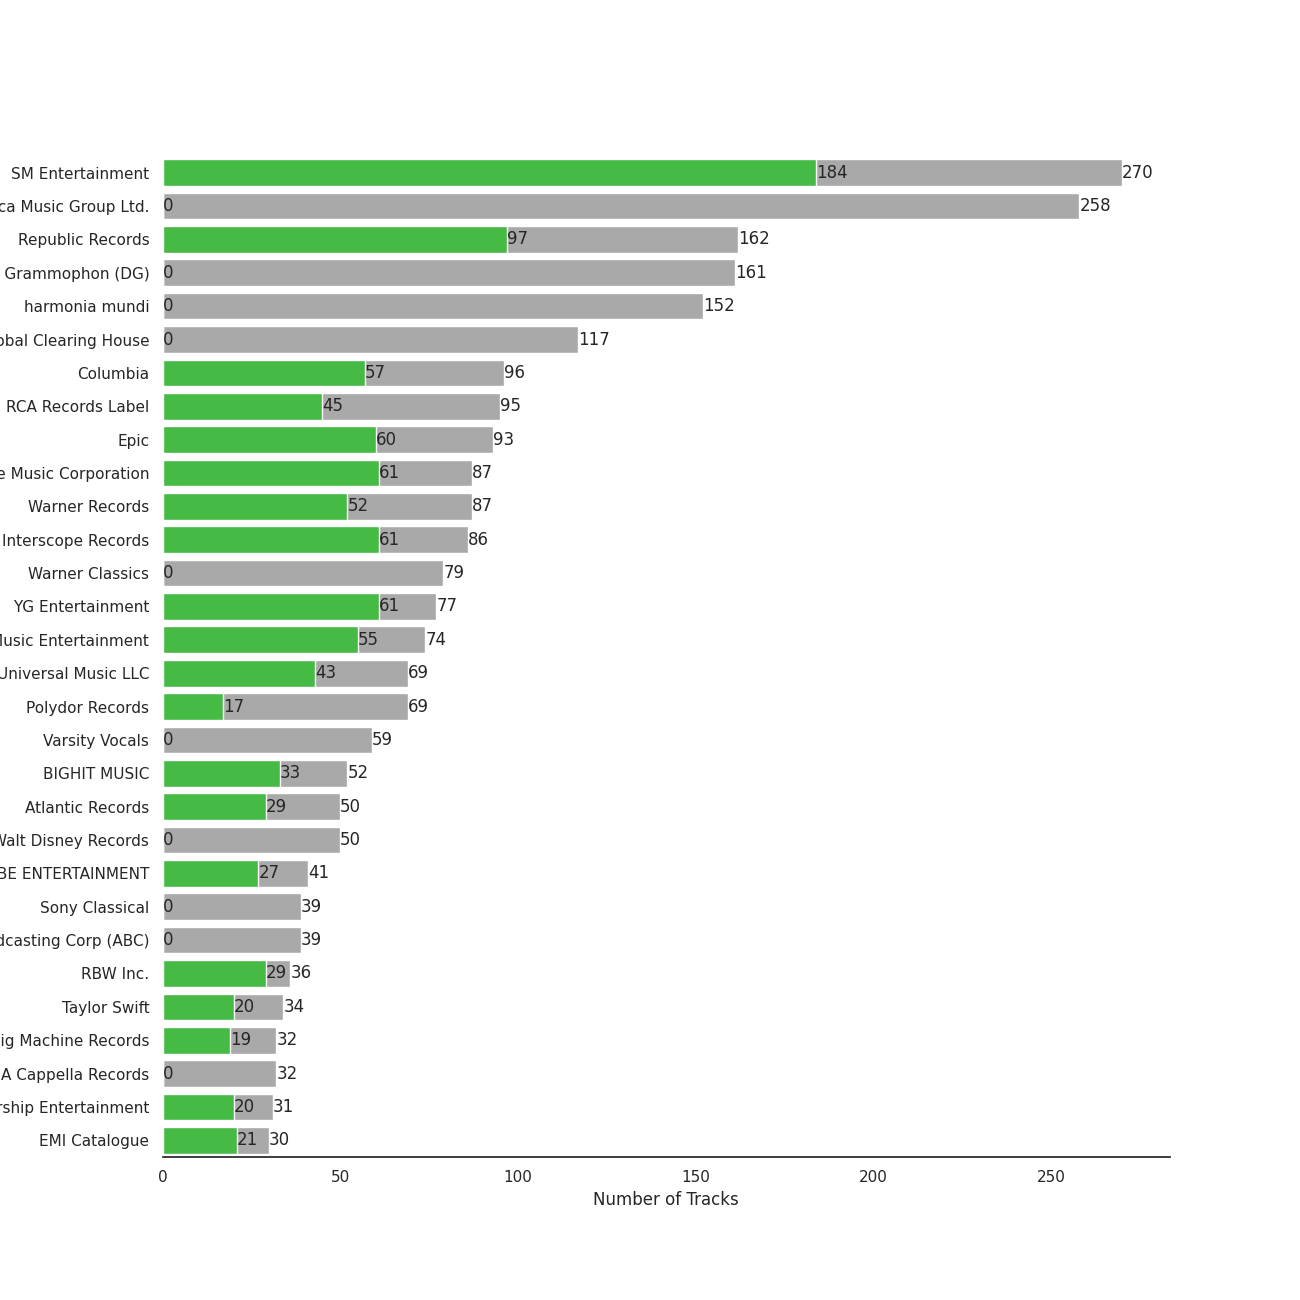 SM Entertainment 184 270
ca Music Group Ltd. 0 258
Republic Records 97 162
Grammophon (DG) 0 161
harmonia mundi 0 152
obal Clearing House 0 117
Columbia 57 96
RCA Records Label 45 95
Epic 60 93
e Music Corporation 61 87
Warner Records 52 87
Interscope Records 61 86
Warner Classics 0 79
YG Entertainment 61 77
Music Entertainment 55 74
Universal Music LLC 43 69
Polydor Records 17 69
Varsity Vocals 0 59
BIGHIT MUSIC 33 52
Atlantic Records 29 50
Walt Disney Records 0 50
BE ENTERTAINMENT 27 41
Sony Classical 0 39
dcasting Corp (ABC) 0 39
RBW Inc. 29 36
Taylor Swift 20 34
ig Machine Records 19 32
A Cappella Records 0 32
rship Entertainment 20 31
EMI Catalogue 21 30
0 50 100 150 200 250
Number of Tracks